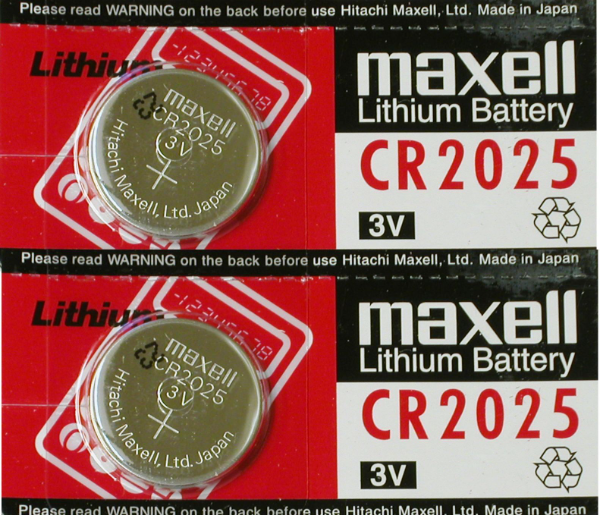 Please read WARNING on the back before use Hitachi Maxell, Ltd. Made in Japan
Lithium
-12345678
maxell
CR2025
3V
+
Hitachi Maxell, Ltd. Japan
maxell
Lithium Battery
CR2025
3V
Please read WARNING on the back before use Hitachi Maxell, Ltd. Made in Japan
Lithium
-12345678
maxell
CR2025
3V
+
Hitachi Maxell, Ltd. Japan
maxell
Lithium Battery
CR2025
3V
Please read WARNING on the back before use Hitachi Maxell, Ltd. Made in Japan